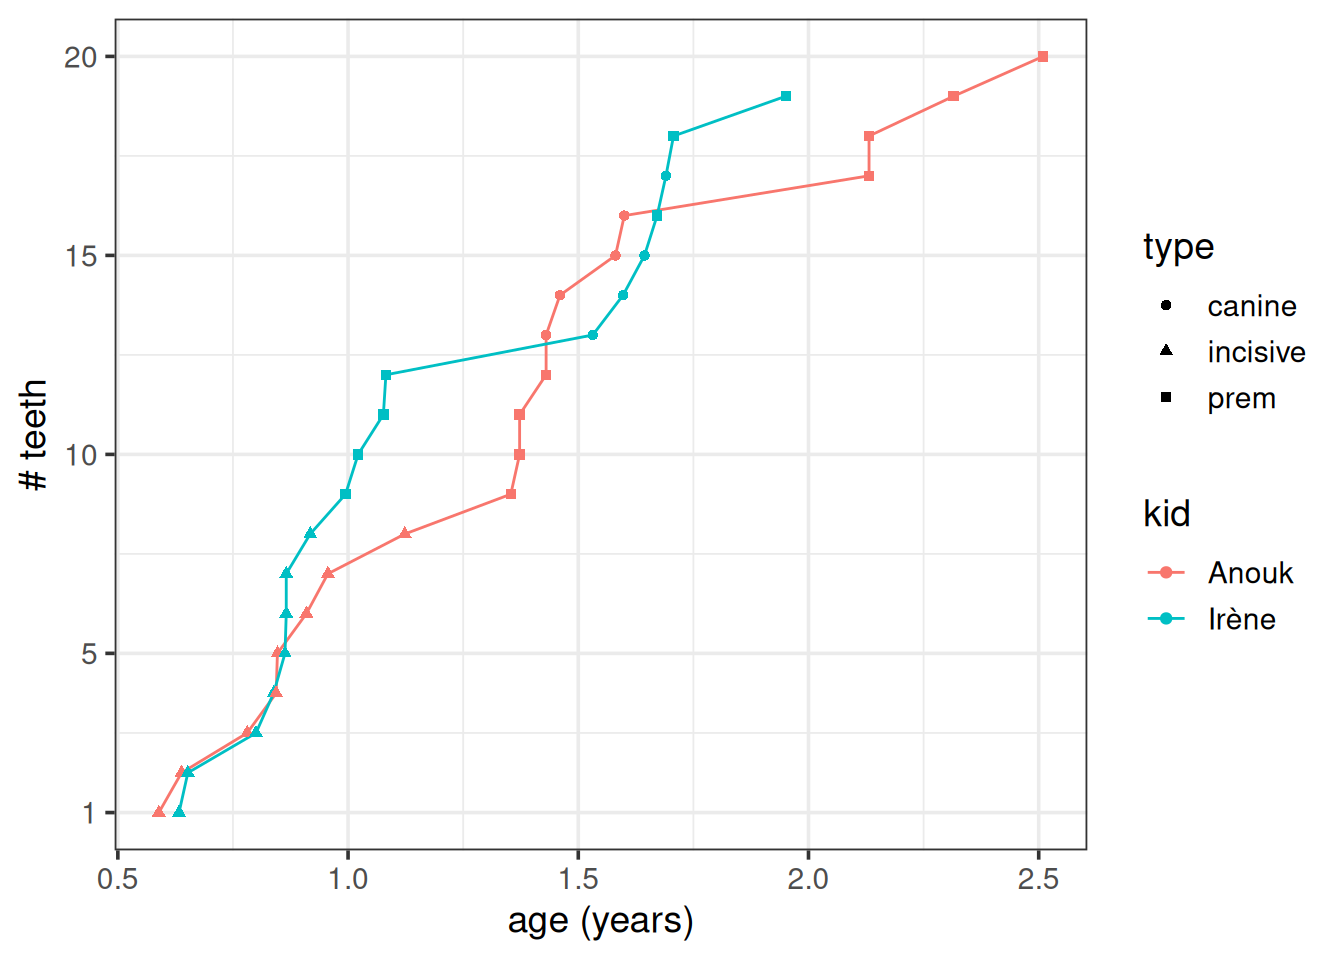 20
15
10
5
1
# teeth
0.5 1.0 1.5 2.0 2.5
age (years)
type
canine
incisive
prem
kid
Anouk
Irène